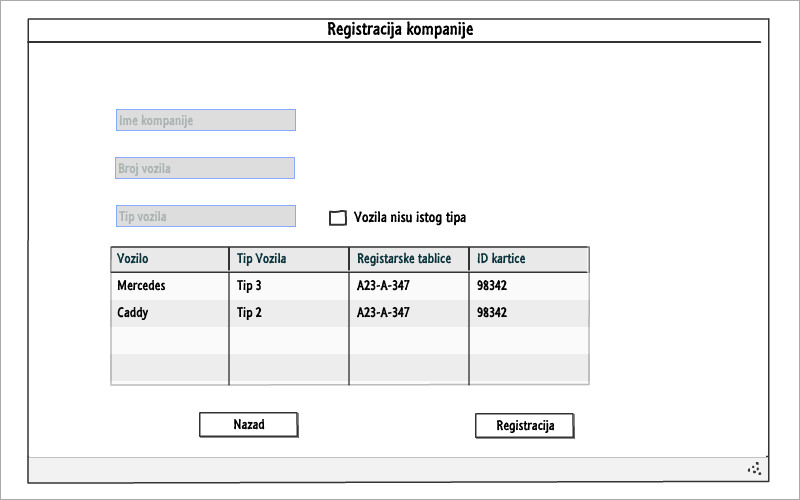 Registracija kompanije
Ime kompanije
Broj vozila
Tip vozila
Vozila nisu istog tipa
Vozilo Tip Vozila Registarske tablice ID kartice
Mercedes Tip 3 A23-A-347 98342
Caddy Tip 2 A23-A-347 98342
Nazad Registracija